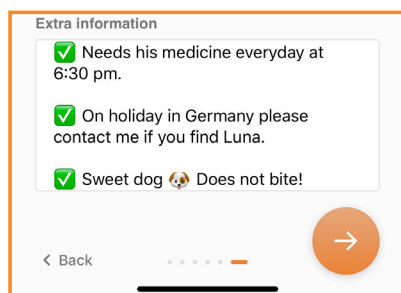 Extra information
✅ Needs his medicine everyday at
6:30 pm.
✅ On holiday in Germany please
contact me if you find Luna.
✅ Sweet dog 🐶 Does not bite!
Back